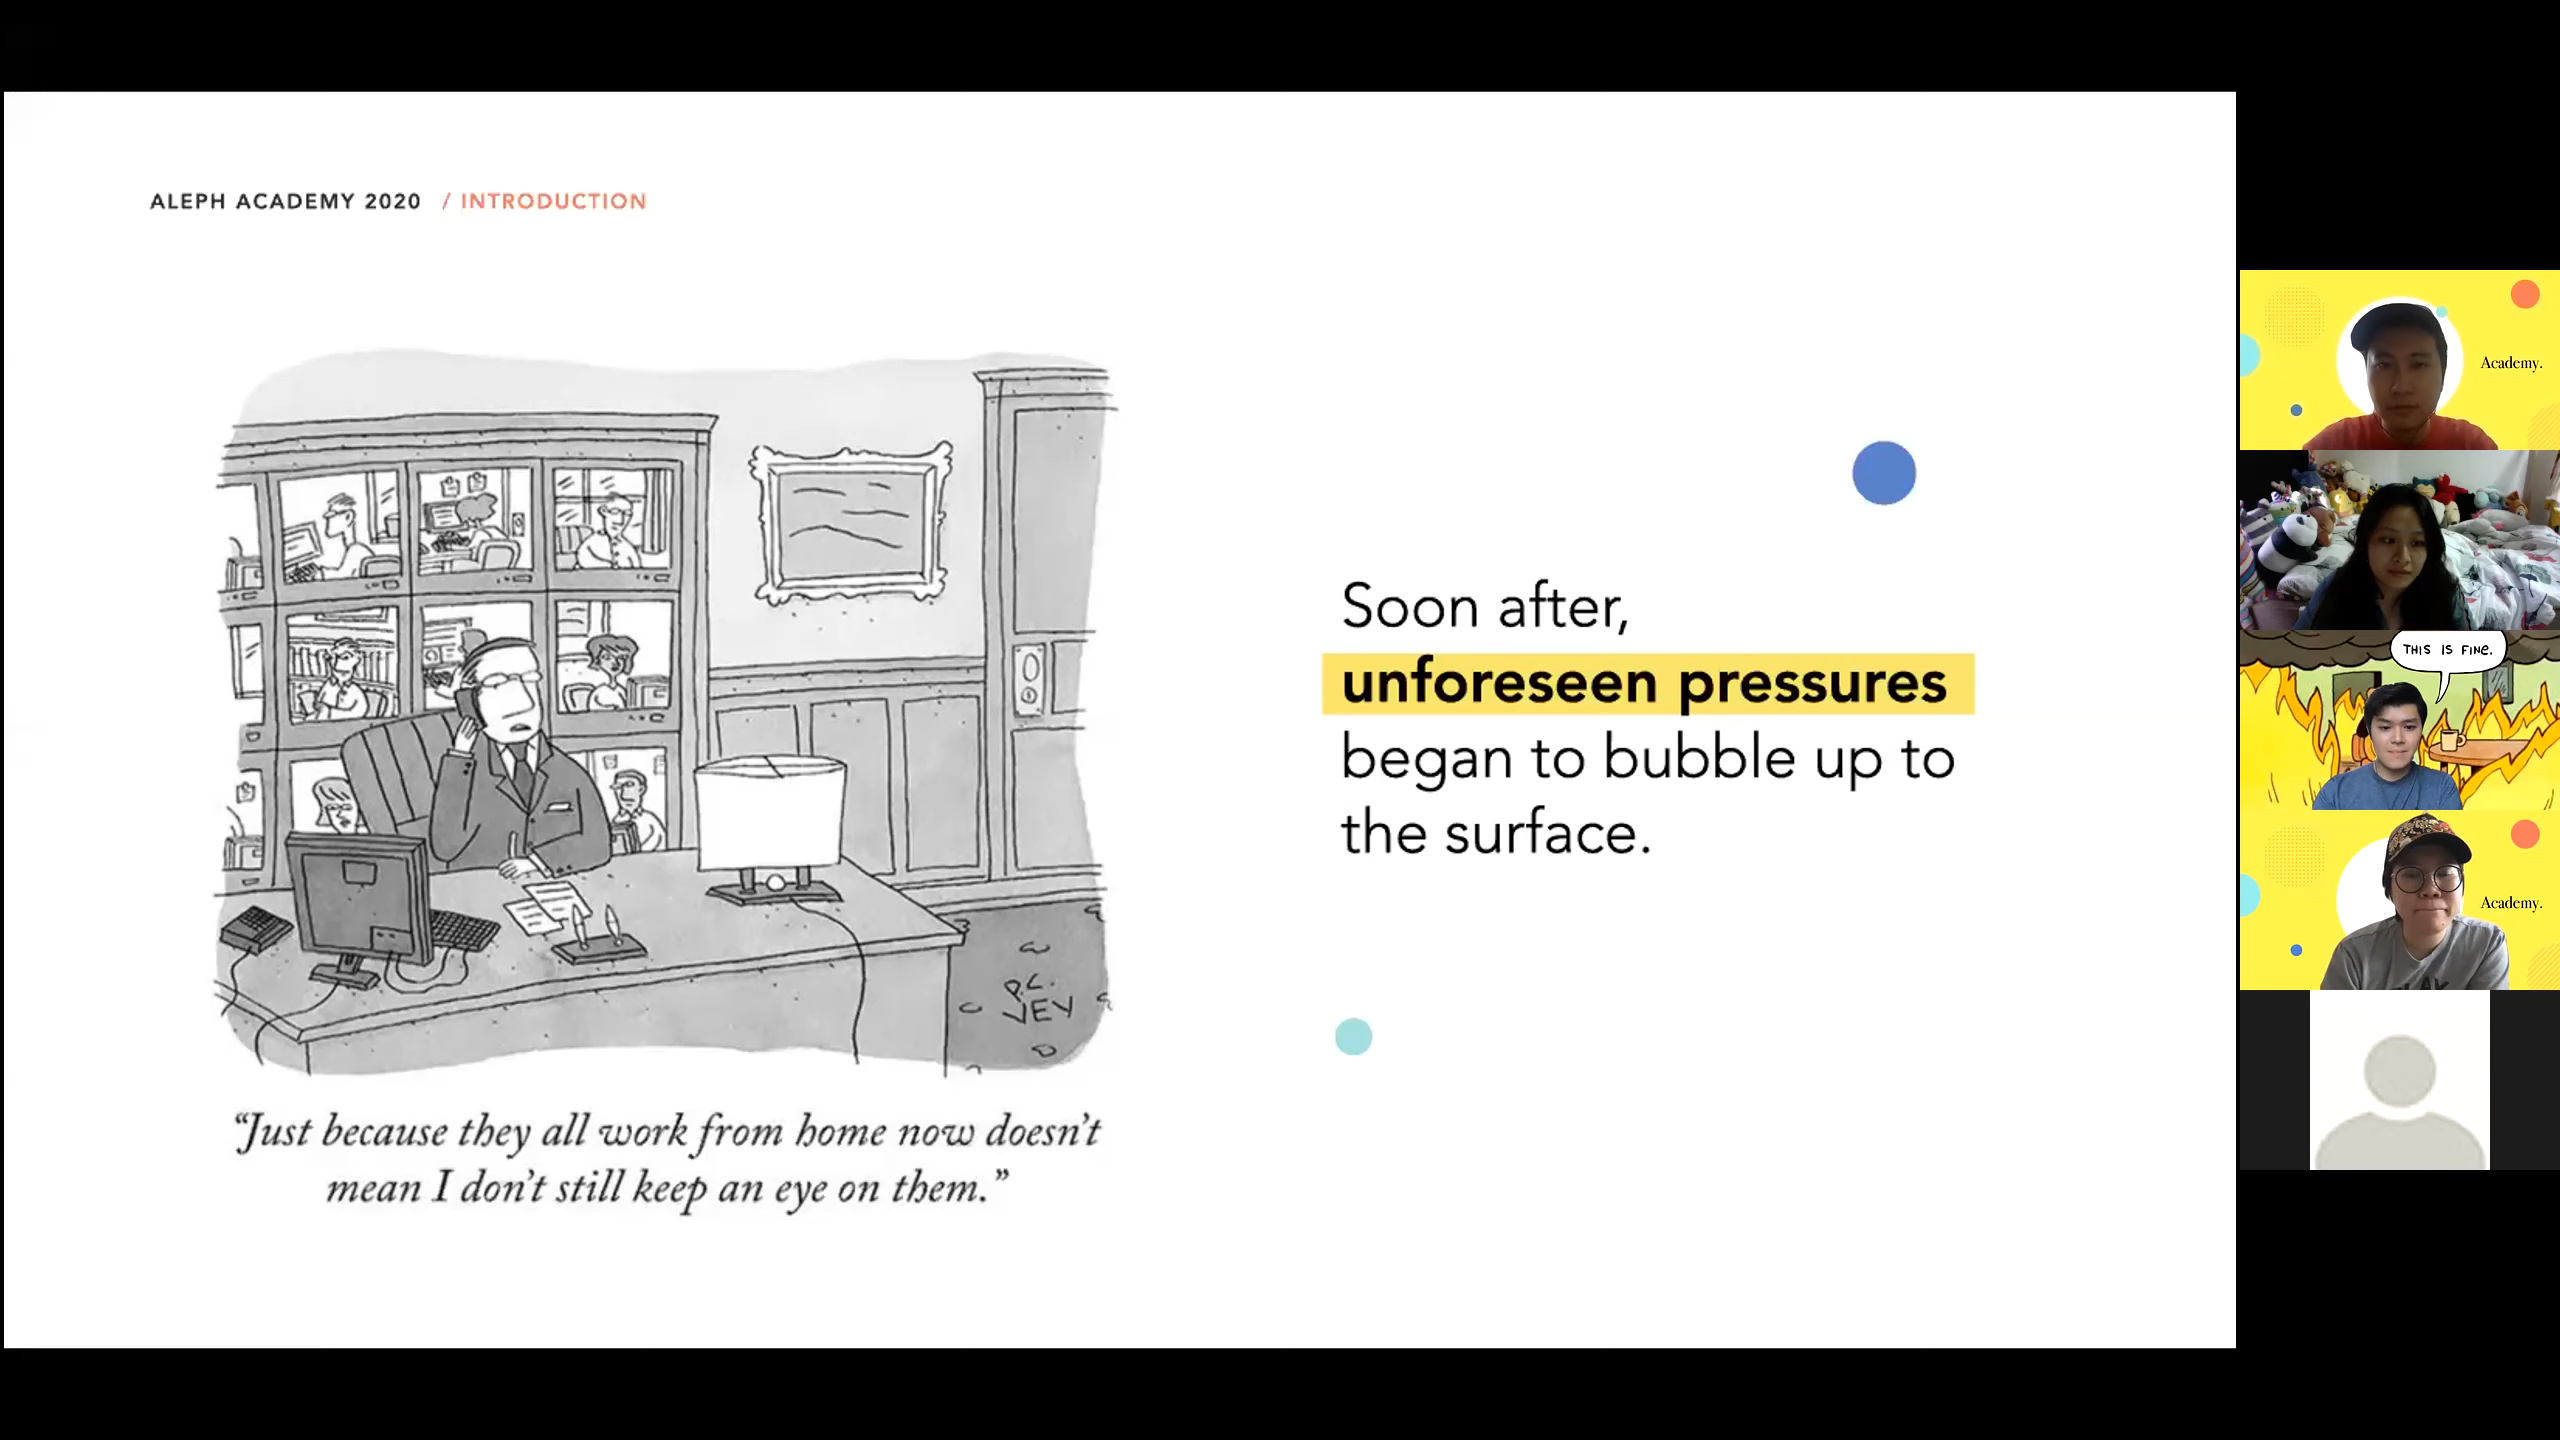 ALEPH ACADEMY 2020 / INTRODUCTION
P.C.
VEY
“Just because they all work from home now doesn’t
mean I don’t still keep an eye on them.”
Soon after,
unforeseen pressures
began to bubble up to
the surface.
Academy.
THIS IS FINE.
Academy.